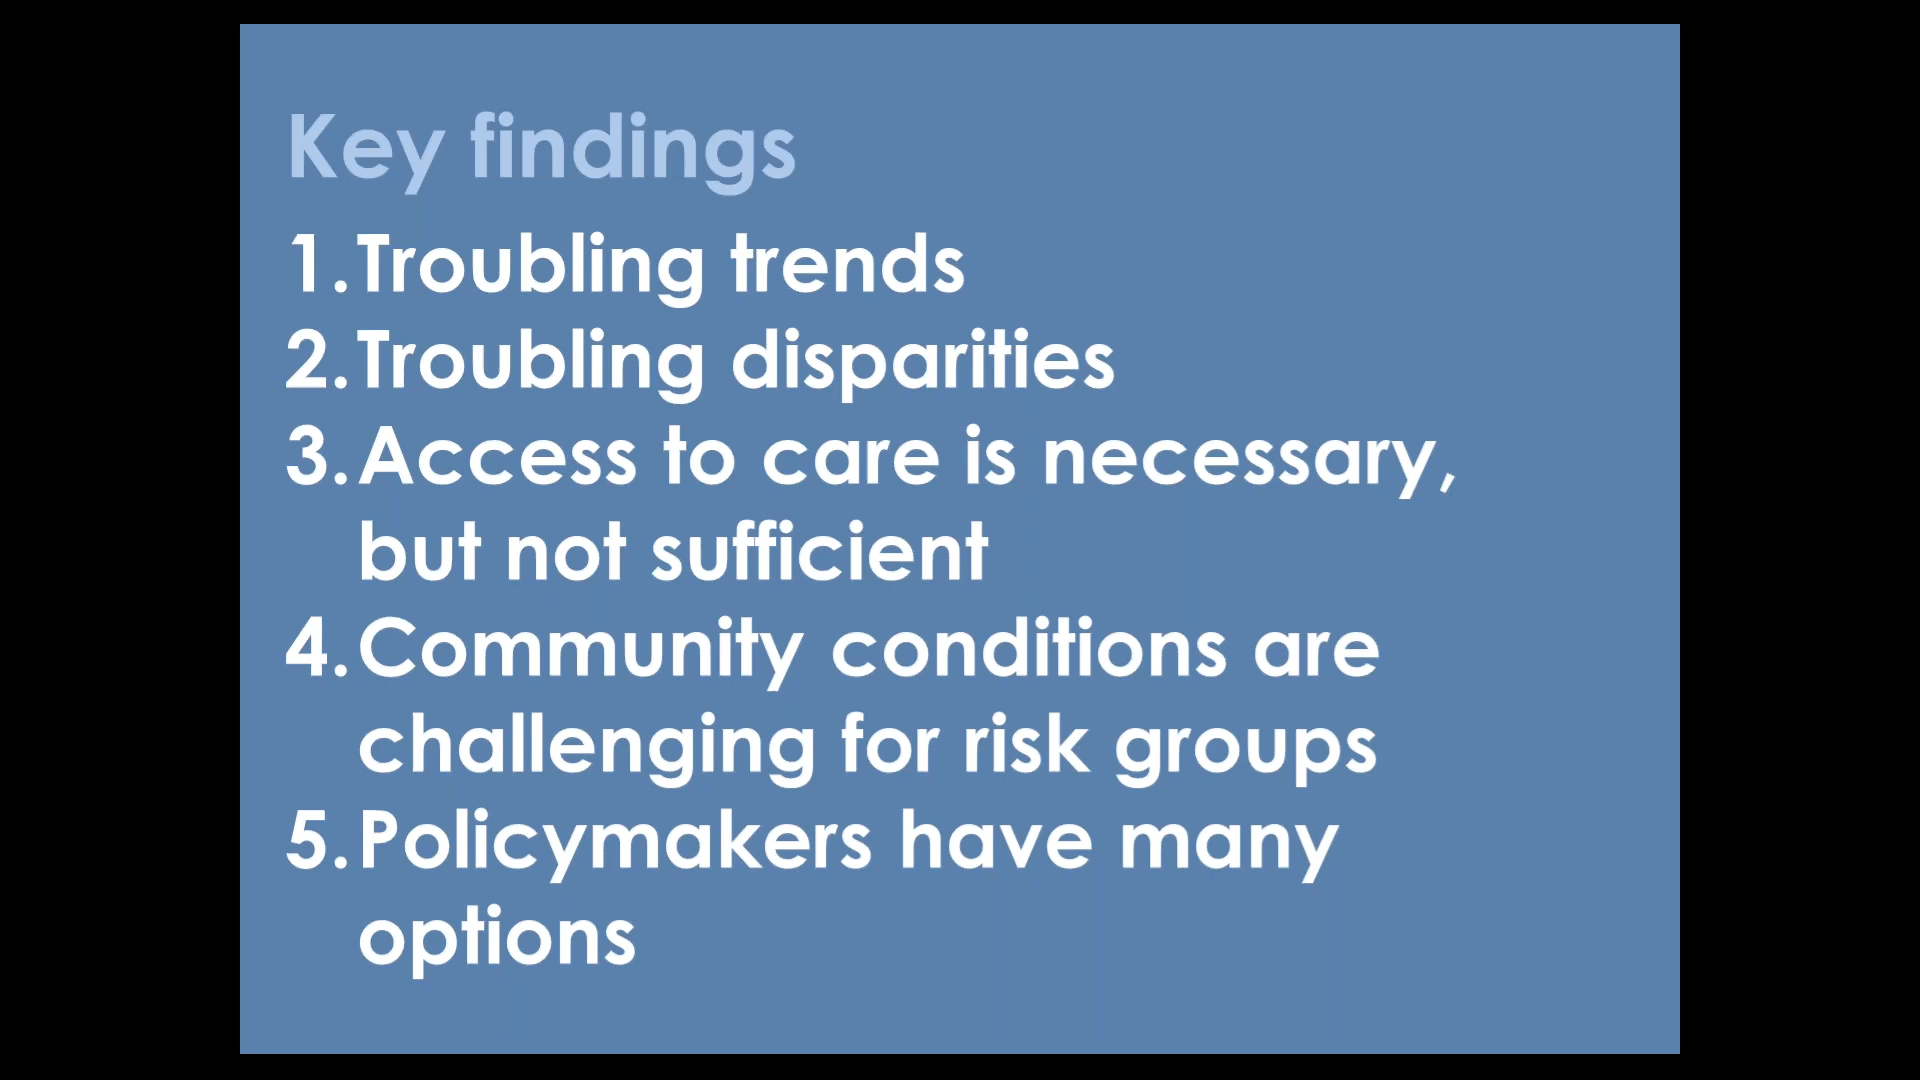 Key findings
1. Troubling trends
2. Troubling disparities
3. Access to care is necessary,
but not sufficient
4. Community conditions are
challenging for risk groups
5. Policymakers have many
options